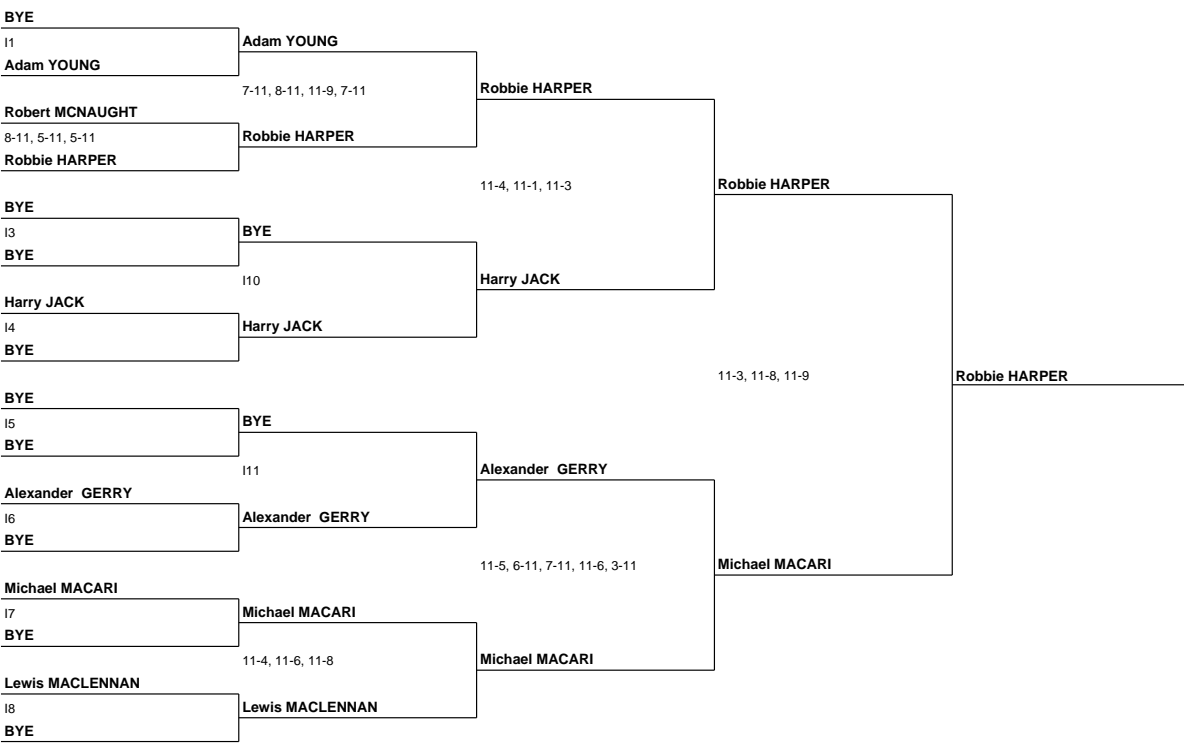 BYE
I1
Adam YOUNG
Robert MCNAUGHT
8-11, 5-11, 5-11
Robbie HARPER
BYE
I3
BYE
Harry JACK
I4
BYE
BYE
I5
BYE
Alexander  GERRY
I6
BYE
Michael MACARI
I7
BYE
Lewis MACLENNAN
I8
BYE
Adam YOUNG
7-11, 8-11, 11-9, 7-11
Robbie HARPER
BYE
I10
Harry JACK
BYE
I11
Alexander  GERRY
Michael MACARI
11-4, 11-6, 11-8
Lewis MACLENNAN
Robbie HARPER
11-4, 11-1, 11-3
Harry JACK
Alexander  GERRY
11-5, 6-11, 7-11, 11-6, 3-11
Michael MACARI
Robbie HARPER
11-3, 11-8, 11-9
Michael MACARI
Robbie HARPER